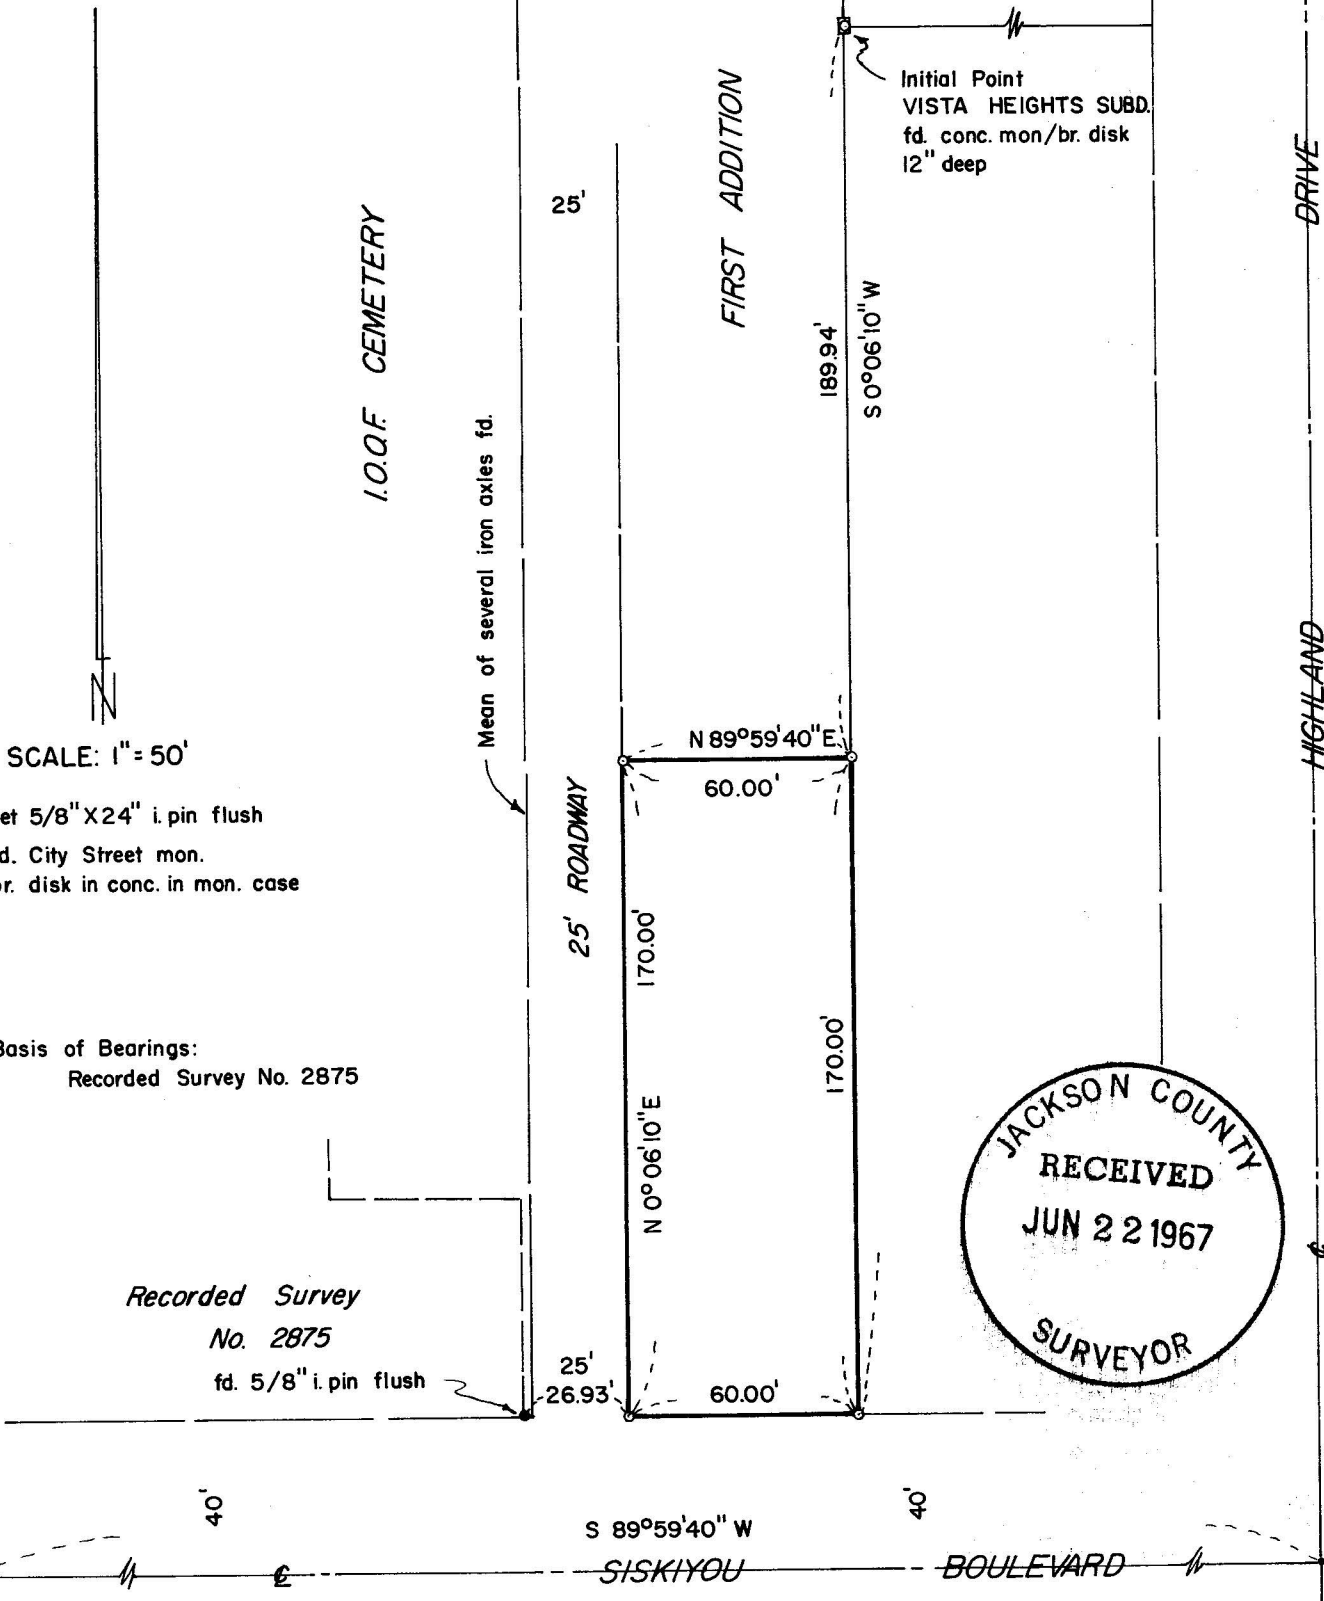 Initial Point
VISTA HEIGHTS SUBD.
fd. conc. mon/br. disk
12" deep
FIRST ADDITION
25'
I.O.O.F. CEMETERY
DRIVE
HIGHLAND
189.94'
S 0°06'10" W
Mean of several iron axles fd.
N
SCALE: 1" = 50'
et 5/8" X 24" i. pin flush
d. City Street mon.
r. disk in conc. in mon. case
N 89°59'40" E
60.00'
25' ROADWAY
170.00'
N 0°06'10" E
170.00'
Basis of Bearings:
Recorded Survey No. 2875
JACKSON COUNTY
RECEIVED
JUN 22 1967
SURVEYOR
Recorded Survey
No. 2875
fd. 5/8" i. pin flush
25'
26.93'
60.00'
40'
40'
S 89°59'40" W
℄
SISKIYOU BOULEVARD
℄